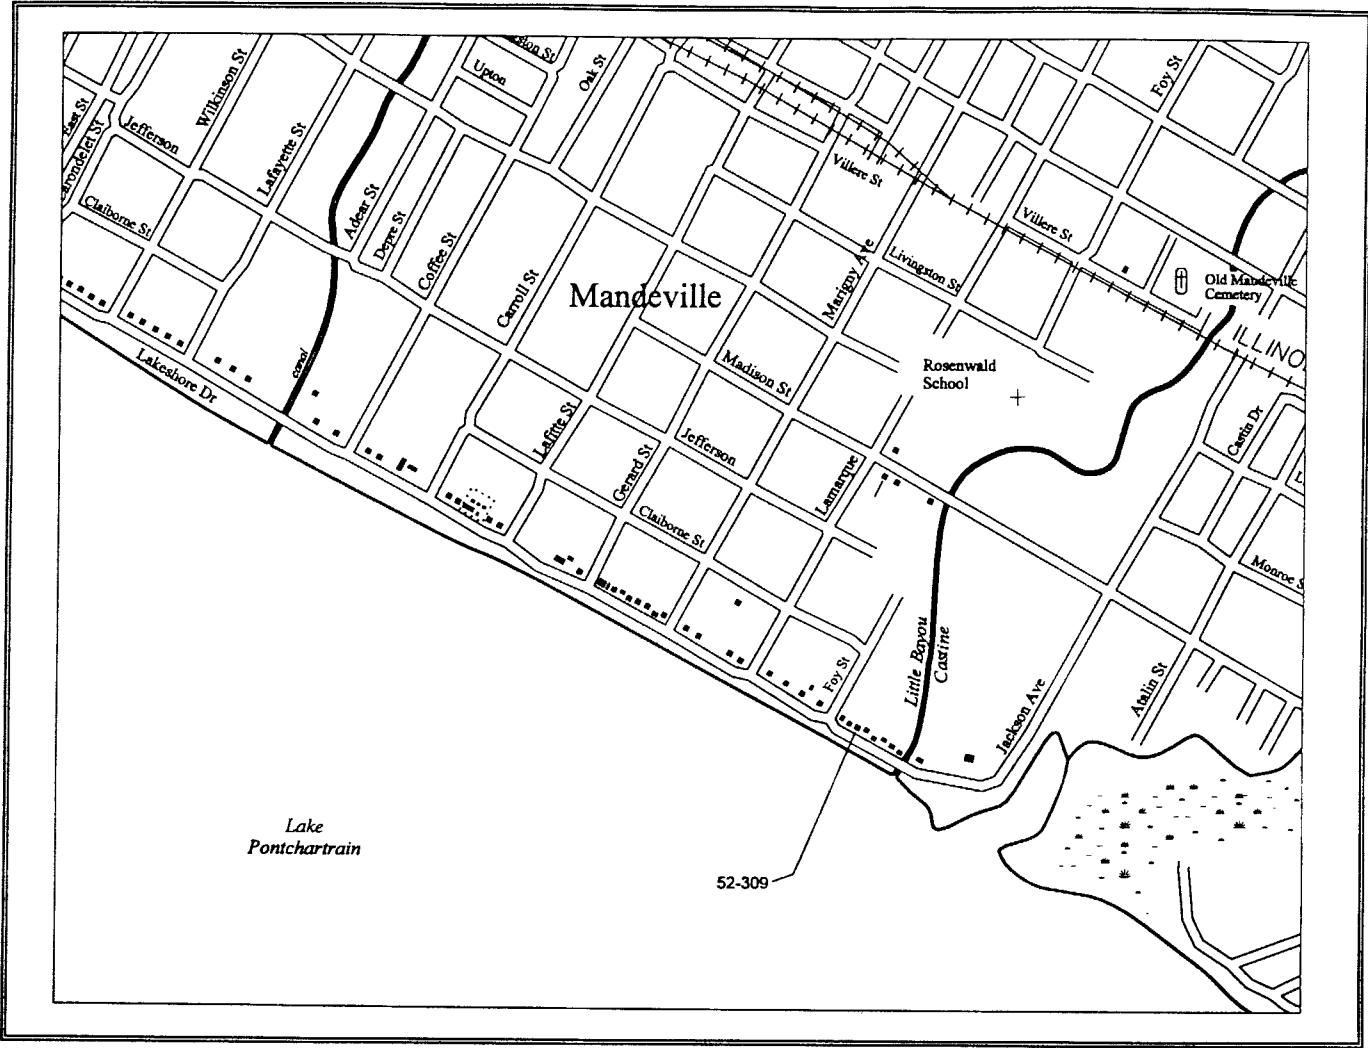 Upton
Oak St
Foy St
Wilkinson St
East St
Jefferson
Lafayette St
Villere St
Claiborne St
Adear St
Depre St
Coffee St
Villere St
Marigny Ave
Livingston St
Old Mandeville
Cemetery
Carroll St
Mandeville
ILLINO
canal
Lakeshore Dr
Madison St
Rosenwald
School
Castin Dr
Lafitte St
Jefferson
Gerard St
Lamarque
Claiborne St
Monroe S
Little Bayou
Castine
Foy St
Atalin St
Jackson Ave
Lake
Pontchartrain
52-309